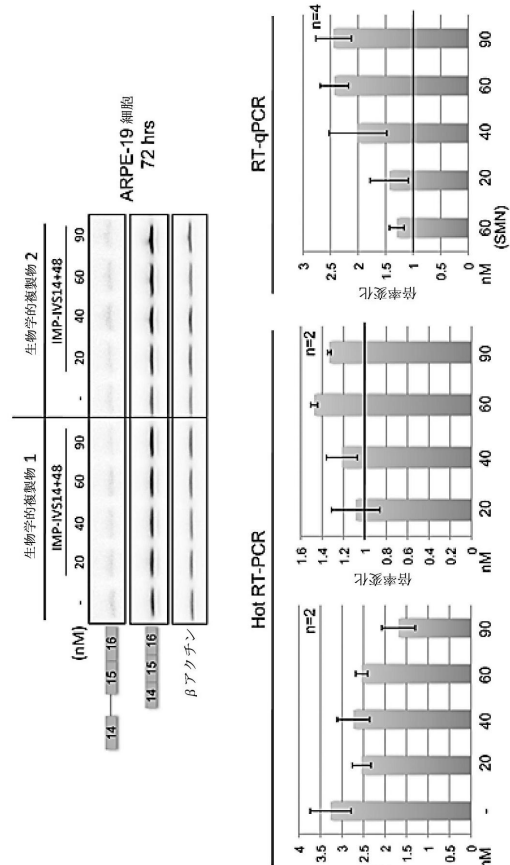 生物学的複製物 1
生物学的複製物 2
IMP-IVS14+48
IMP-IVS14+48
(nM)
-
20
40
60
90
-
20
40
60
90
14
15
16
14
15
16
βアクチン
ARPE-19 細胞
72 hrs
Hot RT-PCR
RT-qPCR
n=2
4
3.5
3
2.5
2
1.5
1
0.5
0
nM
-
20
40
60
90
n=2
倍率変化
1.6
1.4
1.2
1
0.8
0.6
0.4
0.2
0
nM
20
40
60
90
n=4
倍率変化
3
2.5
2
1.5
1
0.5
0
nM
60
20
40
60
90
(SMN)